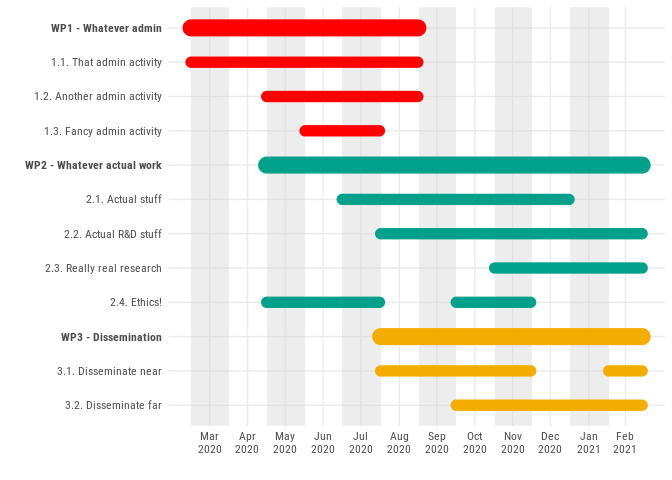 WP1 - Whatever admin
1.1. That admin activity
1.2. Another admin activity
1.3. Fancy admin activity
WP2 - Whatever actual work
2.1. Actual stuff
2.2. Actual R&D stuff
2.3. Really real research
2.4. Ethics!
WP3 - Dissemination
3.1. Disseminate near
3.2. Disseminate far
Mar Apr May Jun Jul Aug Sep Oct Nov Dec Jan Feb
2020 2020 2020 2020 2020 2020 2020 2020 2020 2020 2021 2021